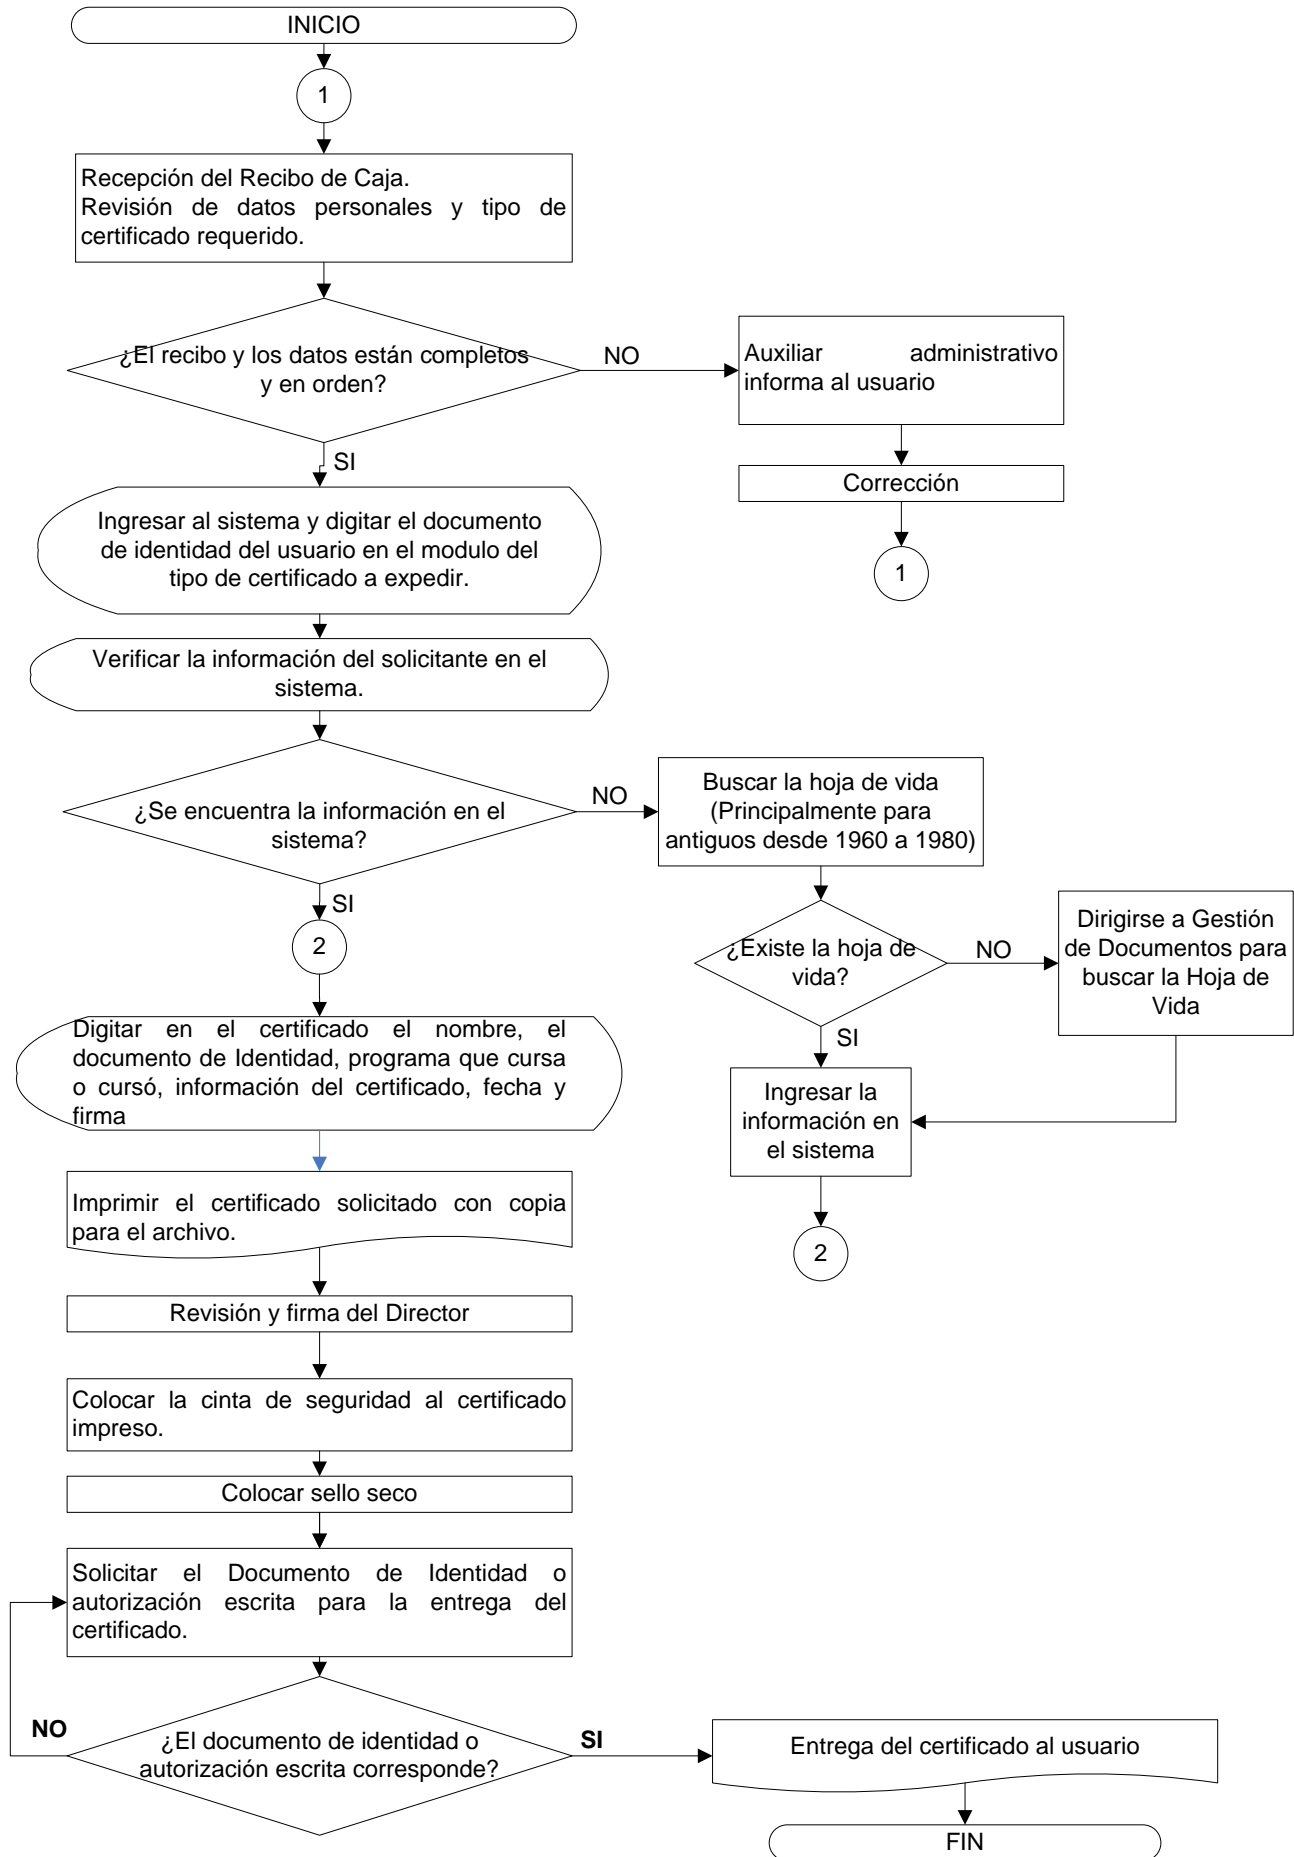 INICIO
1
Recepción del Recibo de Caja.
Revisión de datos personales y tipo de
certificado requerido.
¿El recibo y los datos están completos
y en orden?
NO
Auxiliar administrativo
informa al usuario
Corrección
1
SI
Ingresar al sistema y digitar el documento
de identidad del usuario en el modulo del
tipo de certificado a expedir.
Verificar la información del solicitante en el
sistema.
¿Se encuentra la información en el
sistema?
NO
Buscar la hoja de vida
(Principalmente para
antiguos desde 1960 a 1980)
¿Existe la hoja de
vida?
NO
Dirigirse a Gestión
de Documentos para
buscar la Hoja de
Vida
SI
Ingresar la
información en
el sistema
2
SI
2
Digitar en el certificado el nombre, el
documento de Identidad, programa que cursa
o cursó, información del certificado, fecha y
firma
Imprimir el certificado solicitado con copia
para el archivo.
Revisión y firma del Director
Colocar la cinta de seguridad al certificado
impreso.
Colocar sello seco
Solicitar el Documento de Identidad o
autorización escrita para la entrega del
certificado.
NO
¿El documento de identidad o
autorización escrita corresponde?
SI
Entrega del certificado al usuario
FIN